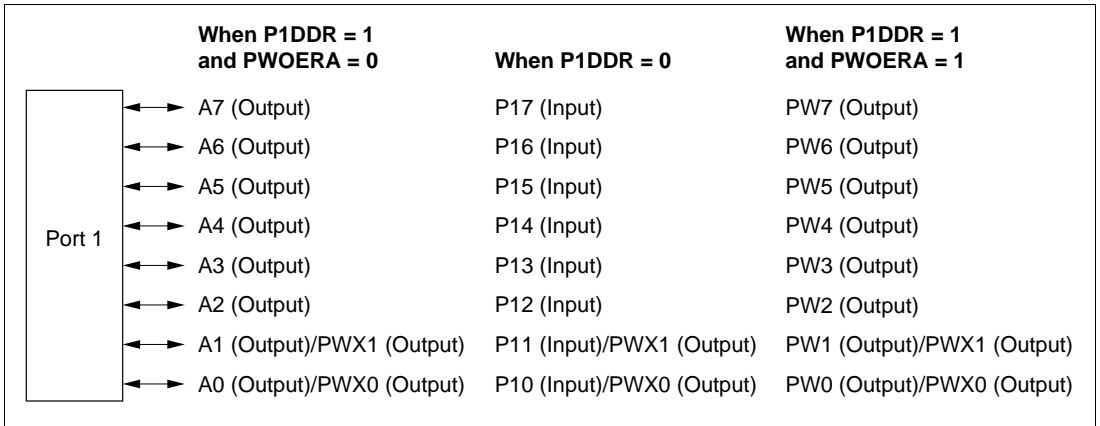 When P1DDR = 1 and PWOERA = 0
When P1DDR = 0
When P1DDR = 1 and PWOERA = 1
Port 1
A7 (Output) P17 (Input) PW7 (Output)
A6 (Output) P16 (Input) PW6 (Output)
A5 (Output) P15 (Input) PW5 (Output)
A4 (Output) P14 (Input) PW4 (Output)
A3 (Output) P13 (Input) PW3 (Output)
A2 (Output) P12 (Input) PW2 (Output)
A1 (Output)/PWX1 (Output) P11 (Input)/PWX1 (Output) PW1 (Output)/PWX1 (Output)
A0 (Output)/PWX0 (Output) P10 (Input)/PWX0 (Output) PW0 (Output)/PWX0 (Output)